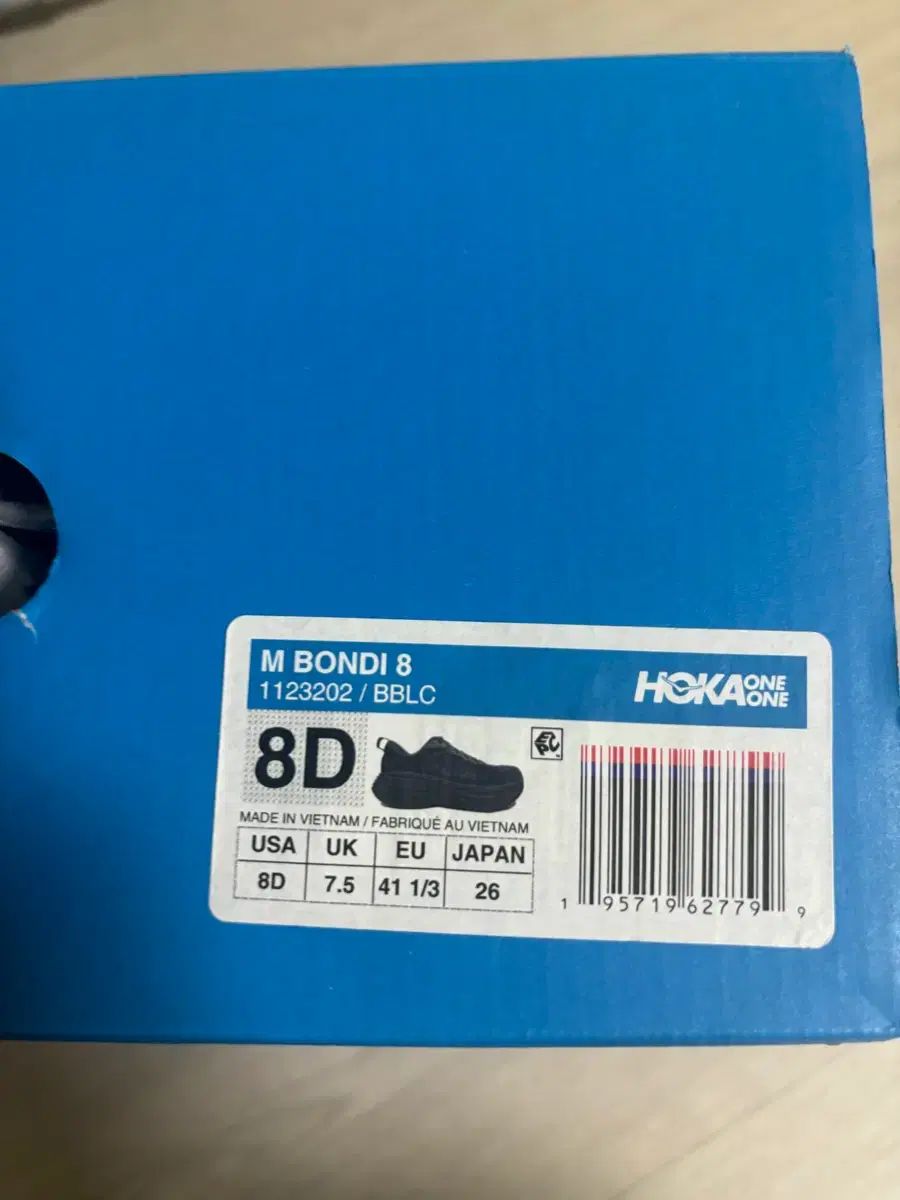 M BONDI 8
1123202 / BBLC
HOKA ONE ONE
8D
EPC
MADE IN VIETNAM / FABRIQUÉ AU VIETNAM
USA UK EU JAPAN
8D 7.5 41 1/3 26
1 95719 62779 9